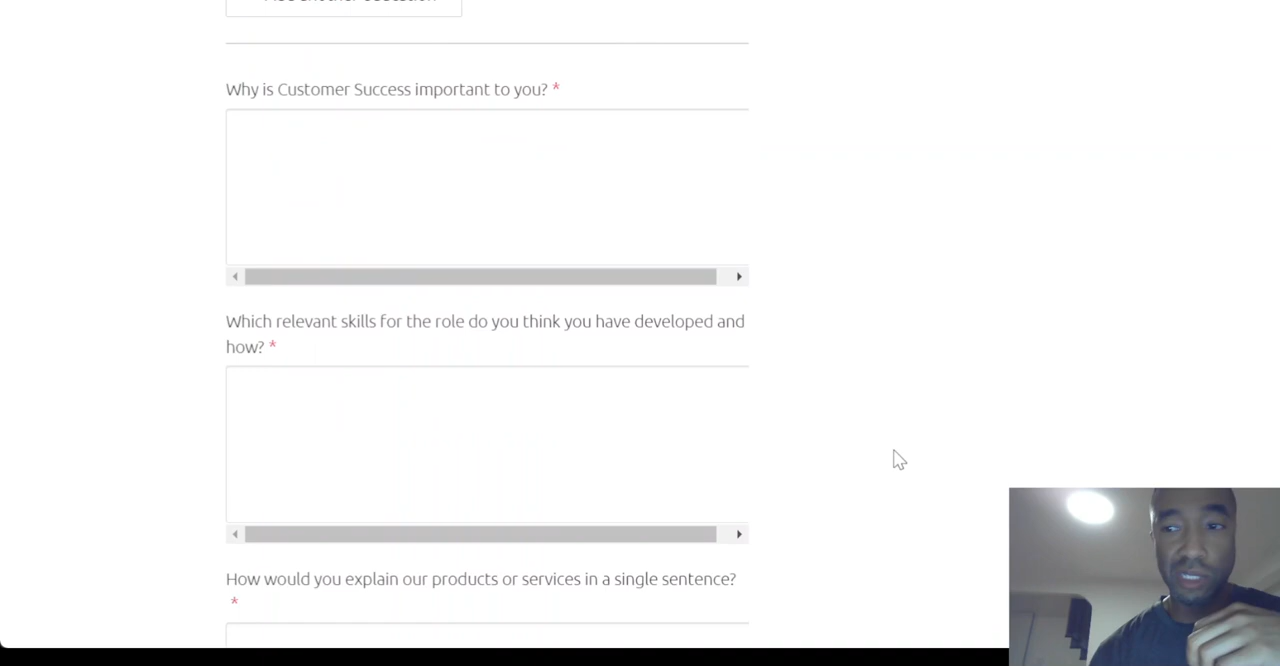 Why is Customer Success important to you? *
Which relevant skills for the role do you think you have developed and
how? *
How would you explain our products or services in a single sentence?
*